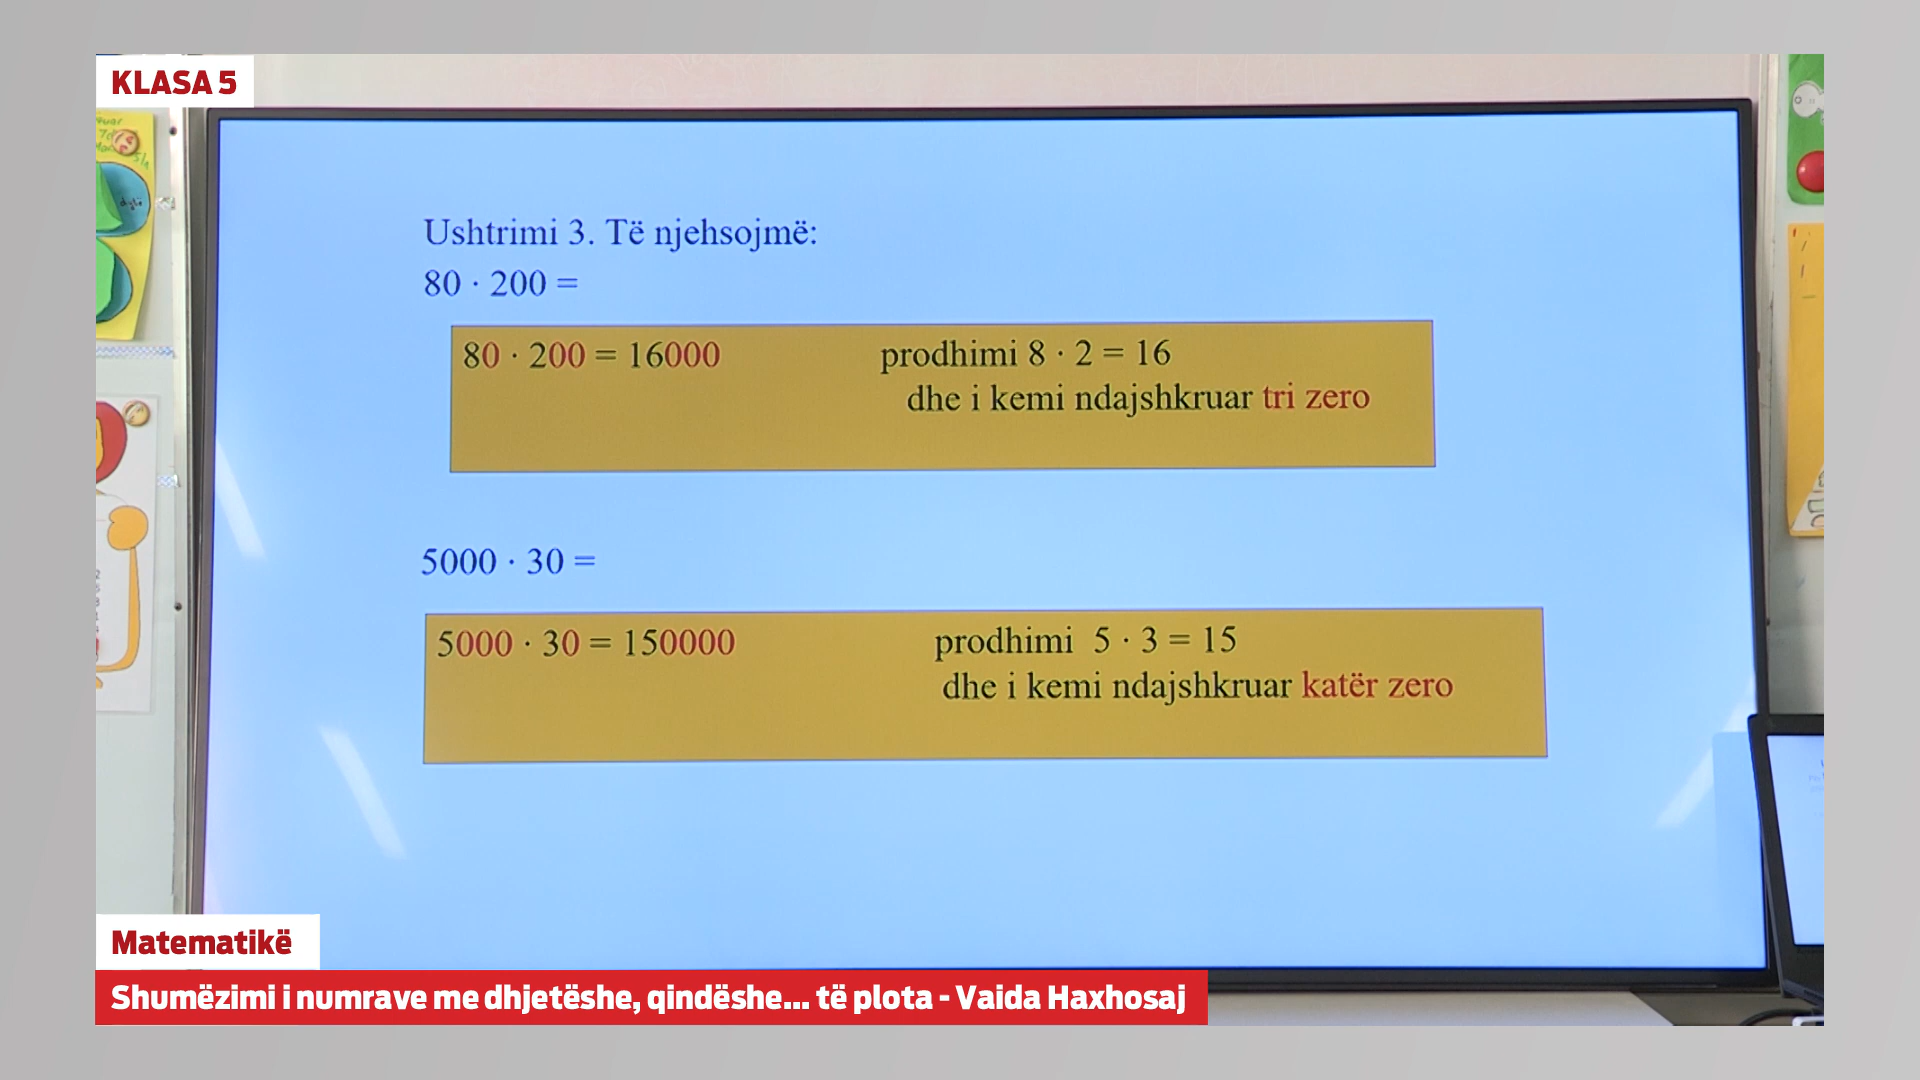 KLASA 5
Ushtrimi 3. Të njehsojmë:
80 · 200 =
80 · 200 = 16000 prodhimi 8 · 2 = 16
dhe i kemi ndajshkruar tri zero
5000 · 30 =
5000 · 30 = 150000 prodhimi 5 · 3 = 15
dhe i kemi ndajshkruar katër zero
Matematikë
Shumëzimi i numrave me dhjetëshe, qindëshe... të plota - Vaida Haxhosaj